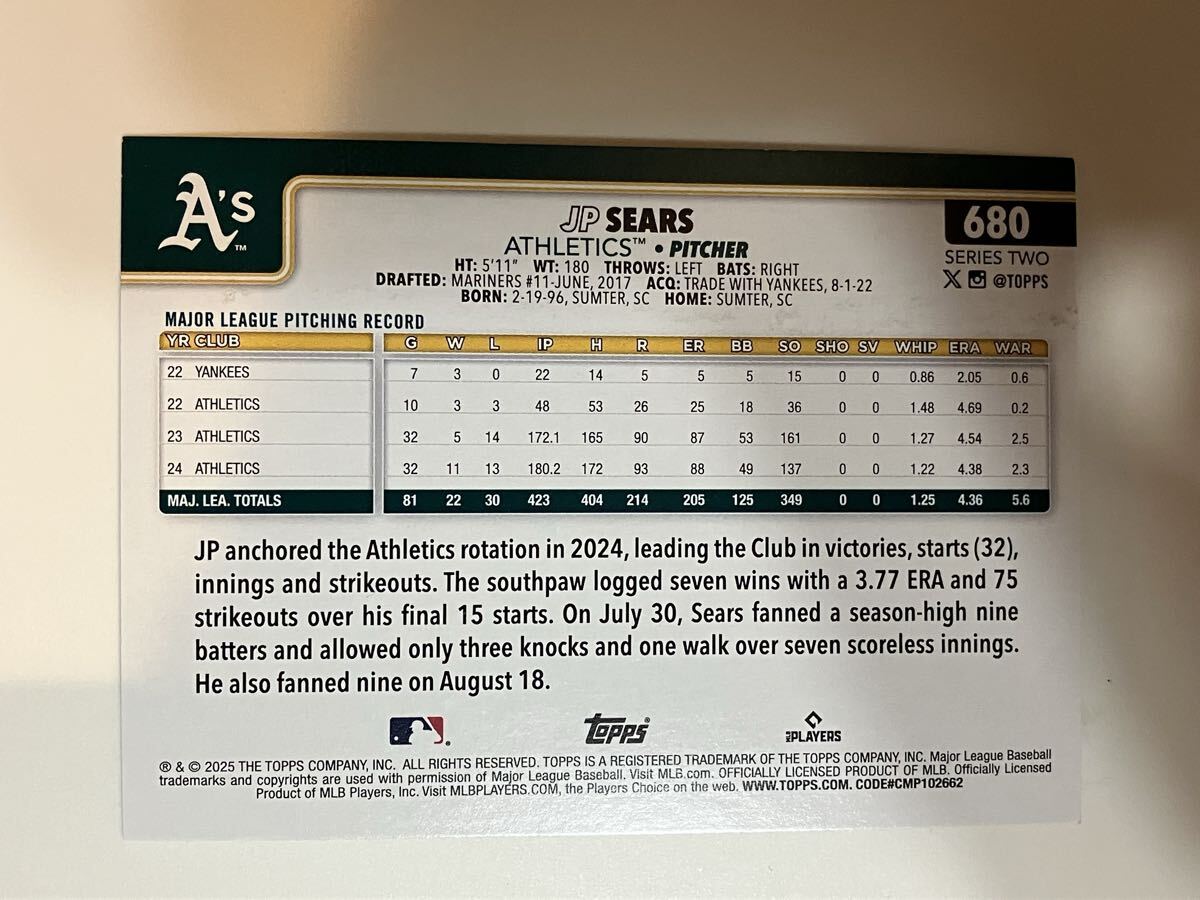 A's™
JP SEARS
ATHLETICS™ • PITCHER
HT: 5'11" WT: 180 THROWS: LEFT BATS: RIGHT
DRAFTED: MARINERS #11-JUNE, 2017 ACQ: TRADE WITH YANKEES, 8-1-22
BORN: 2-19-96, SUMTER, SC HOME: SUMTER, SC
680
SERIES TWO
@TOPPS
MAJOR LEAGUE PITCHING RECORD
YR CLUB G W L IP H R ER BB SO SHO SV WHIP ERA WAR
22 YANKEES 7 3 0 22 14 5 5 5 15 0 0 0.86 2.05 0.6
22 ATHLETICS 10 3 3 48 53 26 25 18 36 0 0 1.48 4.69 0.2
23 ATHLETICS 32 5 14 172.1 165 90 87 53 161 0 0 1.27 4.54 2.5
24 ATHLETICS 32 11 13 180.2 172 93 88 49 137 0 0 1.22 4.38 2.3
MAJ. LEA. TOTALS 81 22 30 423 404 214 205 125 349 0 0 1.25 4.36 5.6
JP anchored the Athletics rotation in 2024, leading the Club in victories, starts (32),
innings and strikeouts. The southpaw logged seven wins with a 3.77 ERA and 75
strikeouts over his final 15 starts. On July 30, Sears fanned a season-high nine
batters and allowed only three knocks and one walk over seven scoreless innings.
He also fanned nine on August 18.
Topps® MLB PLAYERS
® & © 2025 THE TOPPS COMPANY, INC. ALL RIGHTS RESERVED. TOPPS IS A REGISTERED TRADEMARK OF THE TOPPS COMPANY, INC. Major League Baseball
trademarks and copyrights are used with permission of Major League Baseball. Visit MLB.com. OFFICIALLY LICENSED PRODUCT OF MLB. Officially Licensed
Product of MLB Players, Inc. Visit MLBPLAYERS.COM, the Players Choice on the web. WWW.TOPPS.COM. CODE#CMP102662